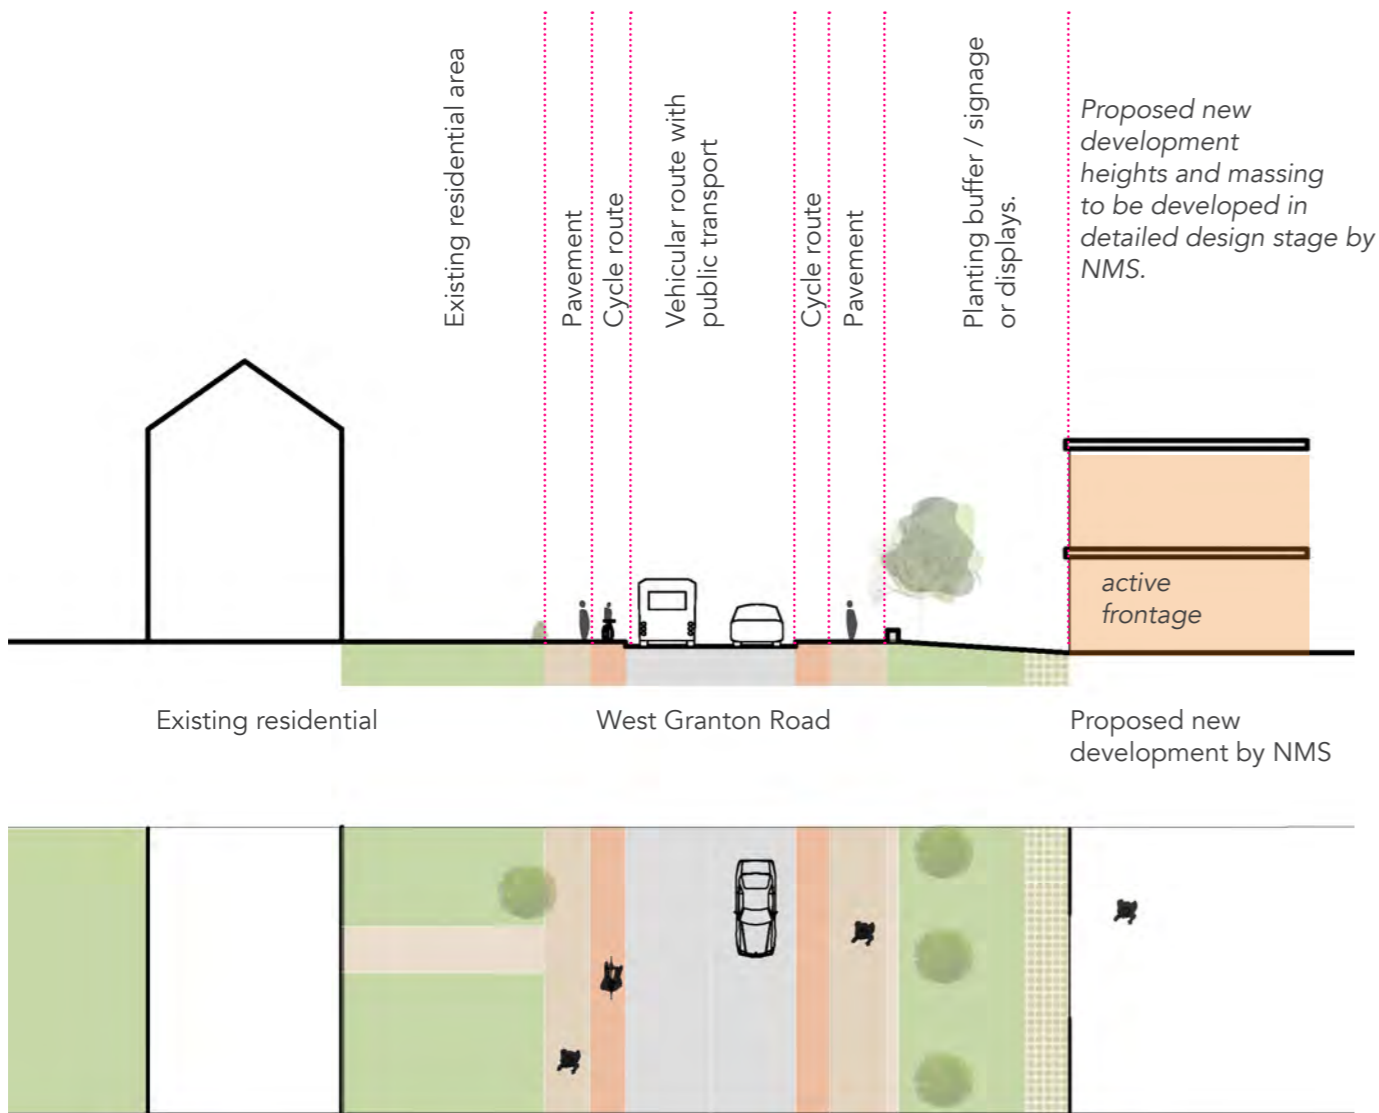 Existing residential area
Pavement
Cycle route
Vehicular route with
public transport
Cycle route
Pavement
Planting buffer / signage
or displays.
Proposed new
development
heights and massing
to be developed in
detailed design stage by
NMS.
active
frontage
Existing residential
West Granton Road
Proposed new
development by NMS